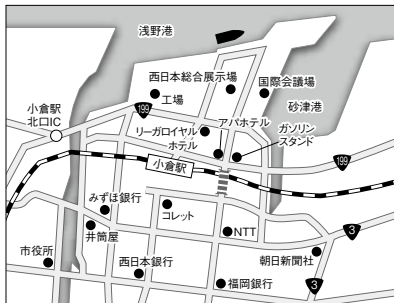 浅野港
西日本総合展示場
国際会議場
工場
砂津港
小倉駅
北口IC
199
アパホテル
リーガロイヤル
ホテル
ガソリン
スタンド
199
小倉駅
みずほ銀行
コレット
3
井筒屋
NTT
市役所
朝日新聞社
西日本銀行
福岡銀行
3